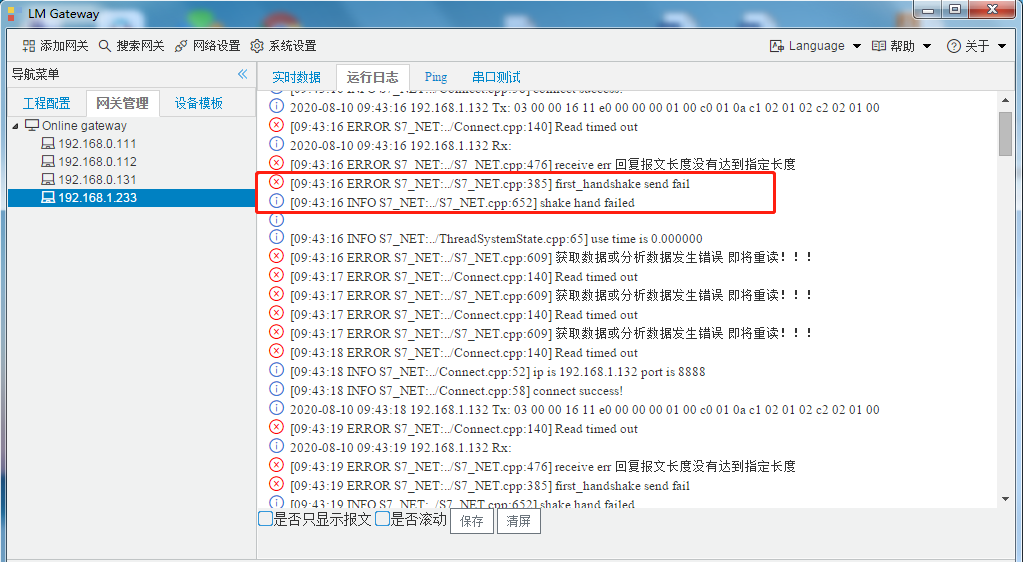 LM Gateway
添加网关 搜索网关 网络设置 系统设置 Language 帮助 关于
导航菜单
工程配置 网关管理 设备模板
Online gateway
192.168.0.111
192.168.0.112
192.168.0.131
192.168.1.233
实时数据 运行日志 Ping 串口测试
[09:43:16 INFO S7_NET:../Connect.cpp:58] connect success!
2020-08-10 09:43:16 192.168.1.132 Tx: 03 00 00 16 11 e0 00 00 00 01 00 c0 01 0a c1 02 01 02 c2 02 01 00
[09:43:16 ERROR S7_NET:../Connect.cpp:140] Read timed out
2020-08-10 09:43:16 192.168.1.132 Rx:
[09:43:16 ERROR S7_NET:../S7_NET.cpp:476] receive err 回复报文长度没有达到指定长度
[09:43:16 ERROR S7_NET:../S7_NET.cpp:385] first_handshake send fail
[09:43:16 INFO S7_NET:../S7_NET.cpp:652] shake hand failed
[09:43:16 INFO S7_NET:../ThreadSystemState.cpp:65] use time is 0.000000
[09:43:16 ERROR S7_NET:../S7_NET.cpp:609] 获取数据或分析数据发生错误 即将重读！！！
[09:43:17 ERROR S7_NET:../Connect.cpp:140] Read timed out
[09:43:17 ERROR S7_NET:../S7_NET.cpp:609] 获取数据或分析数据发生错误 即将重读！！！
[09:43:17 ERROR S7_NET:../Connect.cpp:140] Read timed out
[09:43:17 ERROR S7_NET:../S7_NET.cpp:609] 获取数据或分析数据发生错误 即将重读！！！
[09:43:18 ERROR S7_NET:../Connect.cpp:140] Read timed out
[09:43:18 INFO S7_NET:../Connect.cpp:52] ip is 192.168.1.132 port is 8888
[09:43:18 INFO S7_NET:../Connect.cpp:58] connect success!
2020-08-10 09:43:18 192.168.1.132 Tx: 03 00 00 16 11 e0 00 00 00 01 00 c0 01 0a c1 02 01 02 c2 02 01 00
[09:43:19 ERROR S7_NET:../Connect.cpp:140] Read timed out
2020-08-10 09:43:19 192.168.1.132 Rx:
[09:43:19 ERROR S7_NET:../S7_NET.cpp:476] receive err 回复报文长度没有达到指定长度
[09:43:19 ERROR S7_NET:../S7_NET.cpp:385] first_handshake send fail
[09:43:19 INFO S7_NET:../S7_NET.cpp:652] shake hand failed
是否只显示报文 是否滚动 保存 清屏